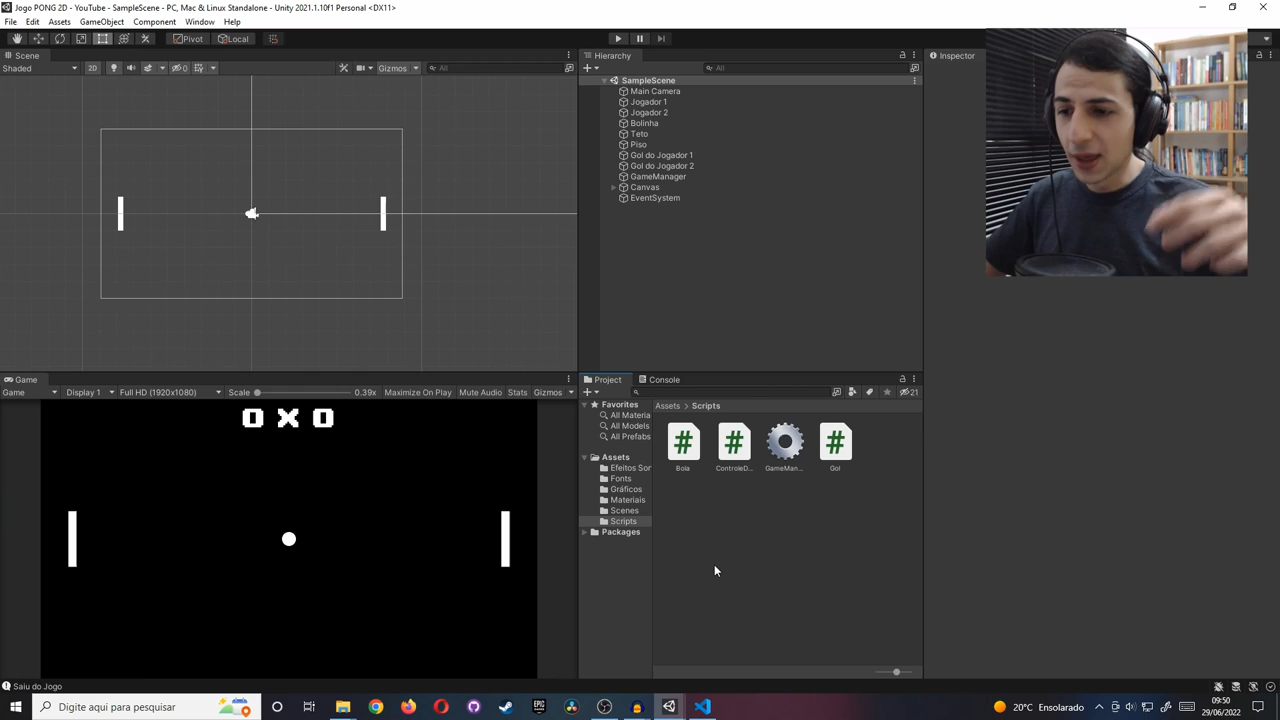 Jogo PONG 2D - YouTube - SampleScene - PC, Mac & Linux Standalone - Unity 2021.1.10f1 Personal <DX11>
File Edit Assets GameObject Component Window Help
Pivot Local
Scene
Shaded 2D 0 Gizmos All
Hierarchy
All
SampleScene
Main Camera
Jogador 1
Jogador 2
Bolinha
Teto
Piso
Gol do Jogador 1
Gol do Jogador 2
GameManager
Canvas
EventSystem
Inspector
Game
Game Display 1 Full HD (1920x1080) Scale 0.39x Maximize On Play Mute Audio Stats Gizmos
0 X 0
Project Console
21
Favorites
All Materia
All Models
All Prefabs
Assets
Efeitos Sor
Fonts
Gráficos
Materiais
Scenes
Scripts
Packages
Assets > Scripts
Bola ControleD... GameMan... Gol
Saiu do Jogo
Digite aqui para pesquisar
20°C Ensolarado
09:50
29/06/2022